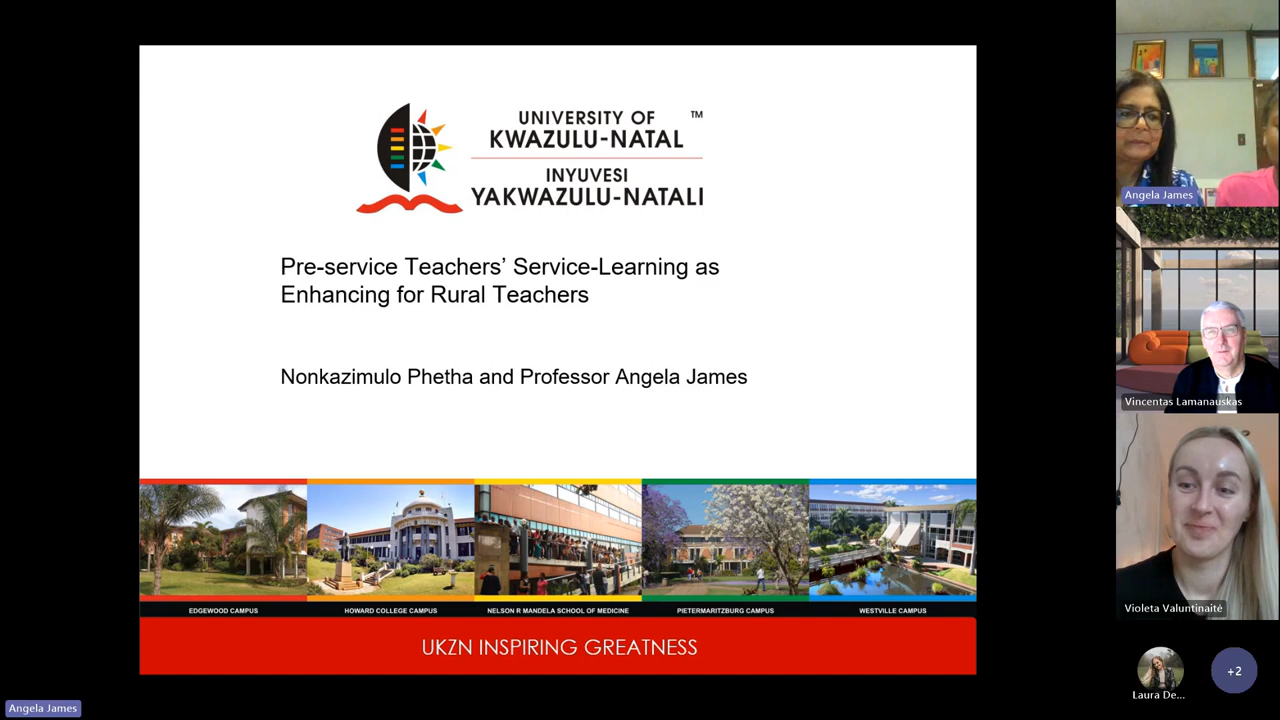 UNIVERSITY OF ™
KWAZULU-NATAL
INYUVESI
YAKWAZULU-NATALI
Pre-service Teachers’ Service-Learning as
Enhancing for Rural Teachers
Nonkazimulo Phetha and Professor Angela James
EDGEWOOD CAMPUS
HOWARD COLLEGE CAMPUS
NELSON R MANDELA SCHOOL OF MEDICINE
PIETERMARITZBURG CAMPUS
WESTVILLE CAMPUS
UKZN INSPIRING GREATNESS
Angela James
Angela James
Vincentas Lamanauskas
Violeta Valuntinaitė
Laura De...
+2